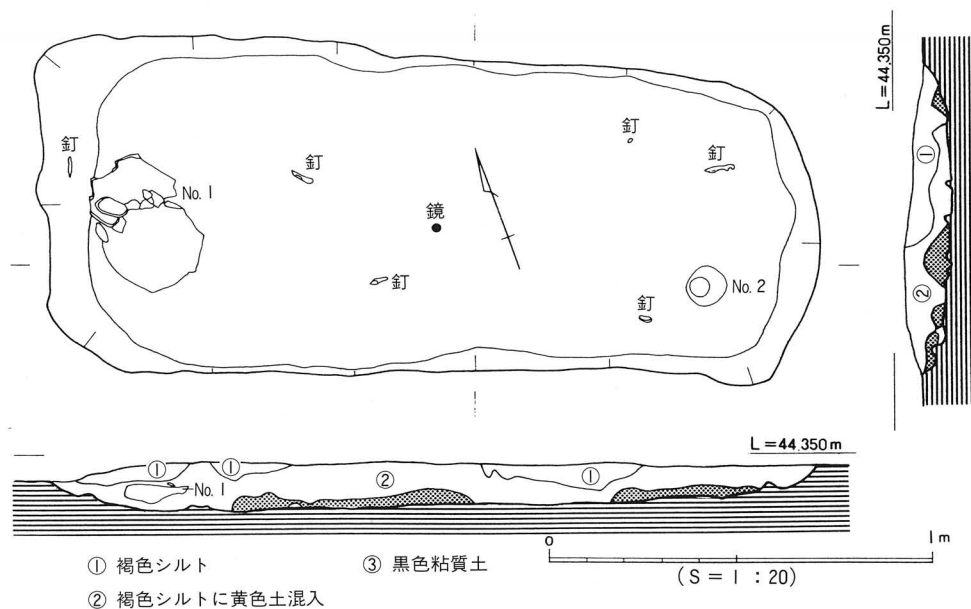 釘
No. 1
釘
鏡
釘
釘
釘
No. 2
釘
L=44,350m
①
②
L=44,350m
① ① ② ①
No. 1
① 褐色シルト
② 褐色シルトに黄色土混入
③ 黒色粘質土
0 1m
(S=1:20)